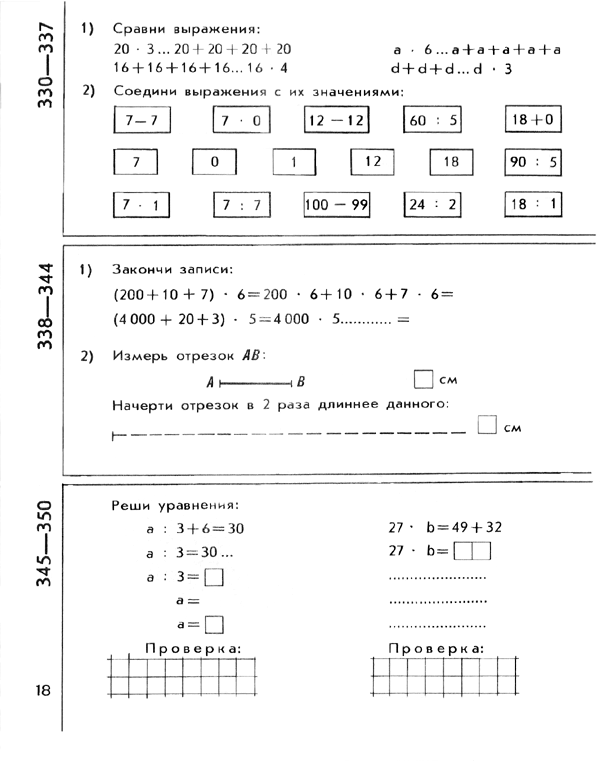 330—337
1) Сравни выражения:
20 · 3...20+20+20+20 a · 6...a+a+a+a+a
16+16+16+16...16 · 4 d+d+d...d · 3
2) Соедини выражения с их значениями:
7—7 7 · 0 12—12 60 : 5 18+0
7 0 1 12 18 90 : 5
7 · 1 7 : 7 100—99 24 : 2 18 : 1
338—344
1) Закончи записи:
(200+10+7) · 6=200 · 6+10 · 6+7 · 6=
(4000+20+3) · 5=4000 · 5............=
2) Измерь отрезок AB:
A B см
Начерти отрезок в 2 раза длиннее данного:
см
345—350
Реши уравнения:
a : 3+6=30 27 · b=49+32
a : 3=30... 27 · b=
a : 3= ........................
a= ........................
a= ........................
Проверка: Проверка:
18